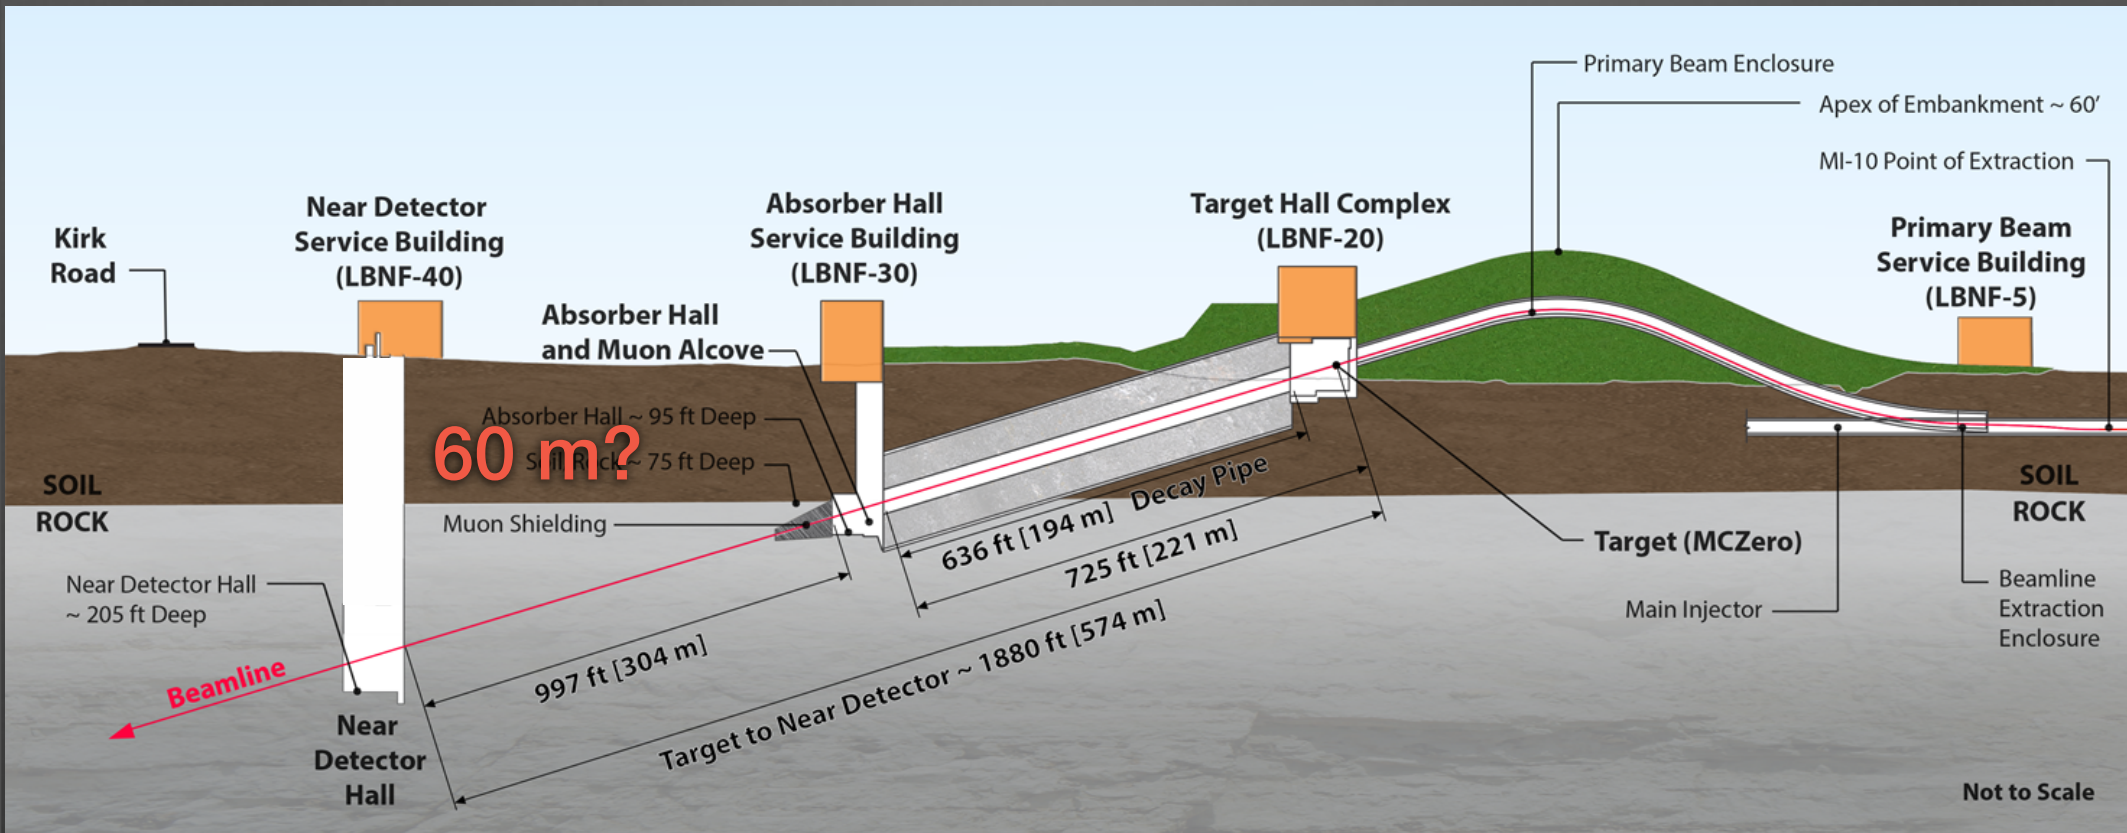 Primary Beam Enclosure
Apex of Embankment ~ 60’
MI-10 Point of Extraction
Near Detector
Service Building
(LBNF-40)
Absorber Hall
Service Building
(LBNF-30)
Target Hall Complex
(LBNF-20)
Primary Beam
Service Building
(LBNF-5)
Kirk
Road
Absorber Hall
and Muon Alcove
Absorber Hall ~ 95 ft Deep
60 m?
Soil/Rock ~ 75 ft Deep
SOIL
ROCK
Muon Shielding
Near Detector Hall
~ 205 ft Deep
Beamline
Near
Detector
Hall
997 ft [304 m]
636 ft [194 m] Decay Pipe
725 ft [221 m]
Target to Near Detector ~ 1880 ft [574 m]
Target (MCZero)
Main Injector
SOIL
ROCK
Beamline
Extraction
Enclosure
Not to Scale